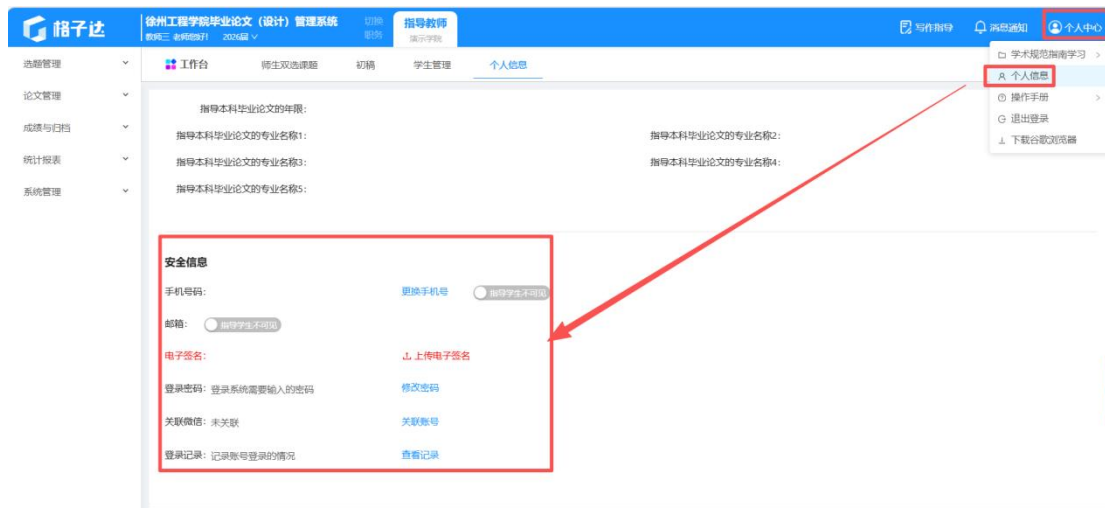 格子达
徐州工程学院毕业论文(设计)管理系统
教师三 老师您好! 2026届
切换
职务
指导教师
演示学院
写作指导
消息通知
个人中心
选题管理
论文管理
成绩与归档
统计报表
系统管理
工作台
师生双选课题
初稿
学生管理
个人信息
学术规范指南学习
个人信息
操作手册
退出登录
下载谷歌浏览器
指导本科毕业论文的年限:
指导本科毕业论文的专业名称1: 指导本科毕业论文的专业名称2:
指导本科毕业论文的专业名称3: 指导本科毕业论文的专业名称4:
指导本科毕业论文的专业名称5:
安全信息
手机号码: 更换手机号 指导学生不可见
邮箱: 指导学生不可见
电子签名: 上传电子签名
登录密码: 登录系统需要输入的密码 修改密码
关联微信: 未关联 关联账号
登录记录: 记录账号登录的情况 查看记录